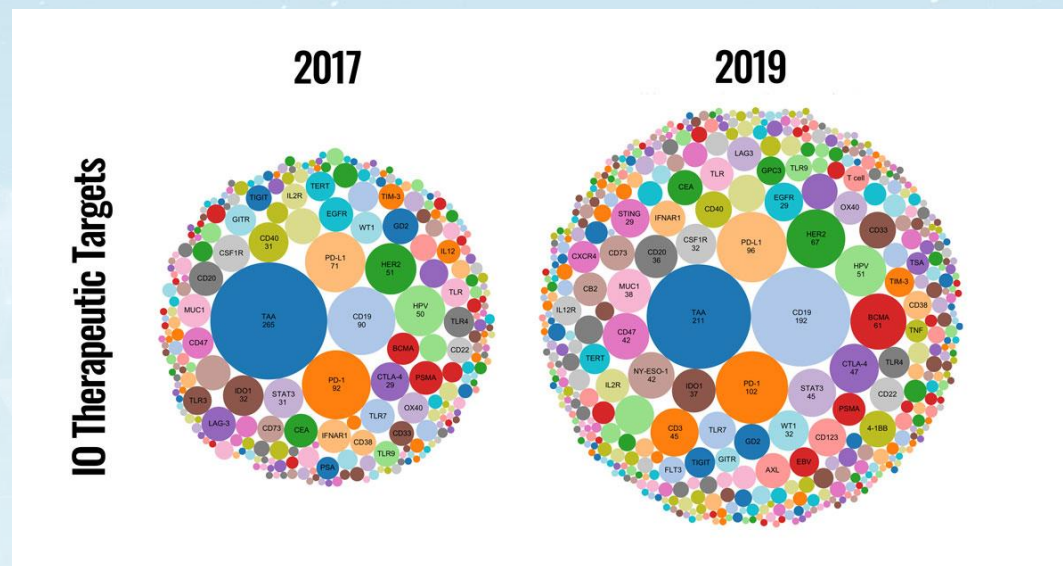 2017
2019
IO Therapeutic Targets
TERT
TIGIT
IL2R
TIM-3
GITR
EGFR
WT1
GD2
CD40
31
CSF1R
PD-L1
71
IL12
HER2
51
CD20
TLR
MUC1
TAA
265
CD19
90
HPV
50
TLR4
CD47
BCMA
CD22
PD-1
92
CTLA-4
29
PSMA
IDO1
32
STAT3
31
TLR3
OX40
TLR7
LAG-3
CD73
CEA
IFNAR1
CD38
CD33
TLR9
PSA
LAG3
TLR
GPC3
TLR9
T cell
CEA
EGFR
29
OX40
STING
29
IFNAR1
CD40
CD33
HER2
67
CSF1R
32
PD-L1
96
CXCR4
CD73
CD20
36
HPV
51
TSA
TIM-3
CB2
MUC1
38
CD38
IL12R
TAA
211
CD19
192
BCMA
61
TNF
CD47
42
TERT
CTLA-4
47
TLR4
NY-ESO-1
42
IL2R
IDO1
37
PD-1
102
STAT3
45
CD22
PSMA
CD3
45
TLR7
WT1
32
4-1BB
GD2
CD123
FLT3
TIGIT
GITR
EBV
AXL